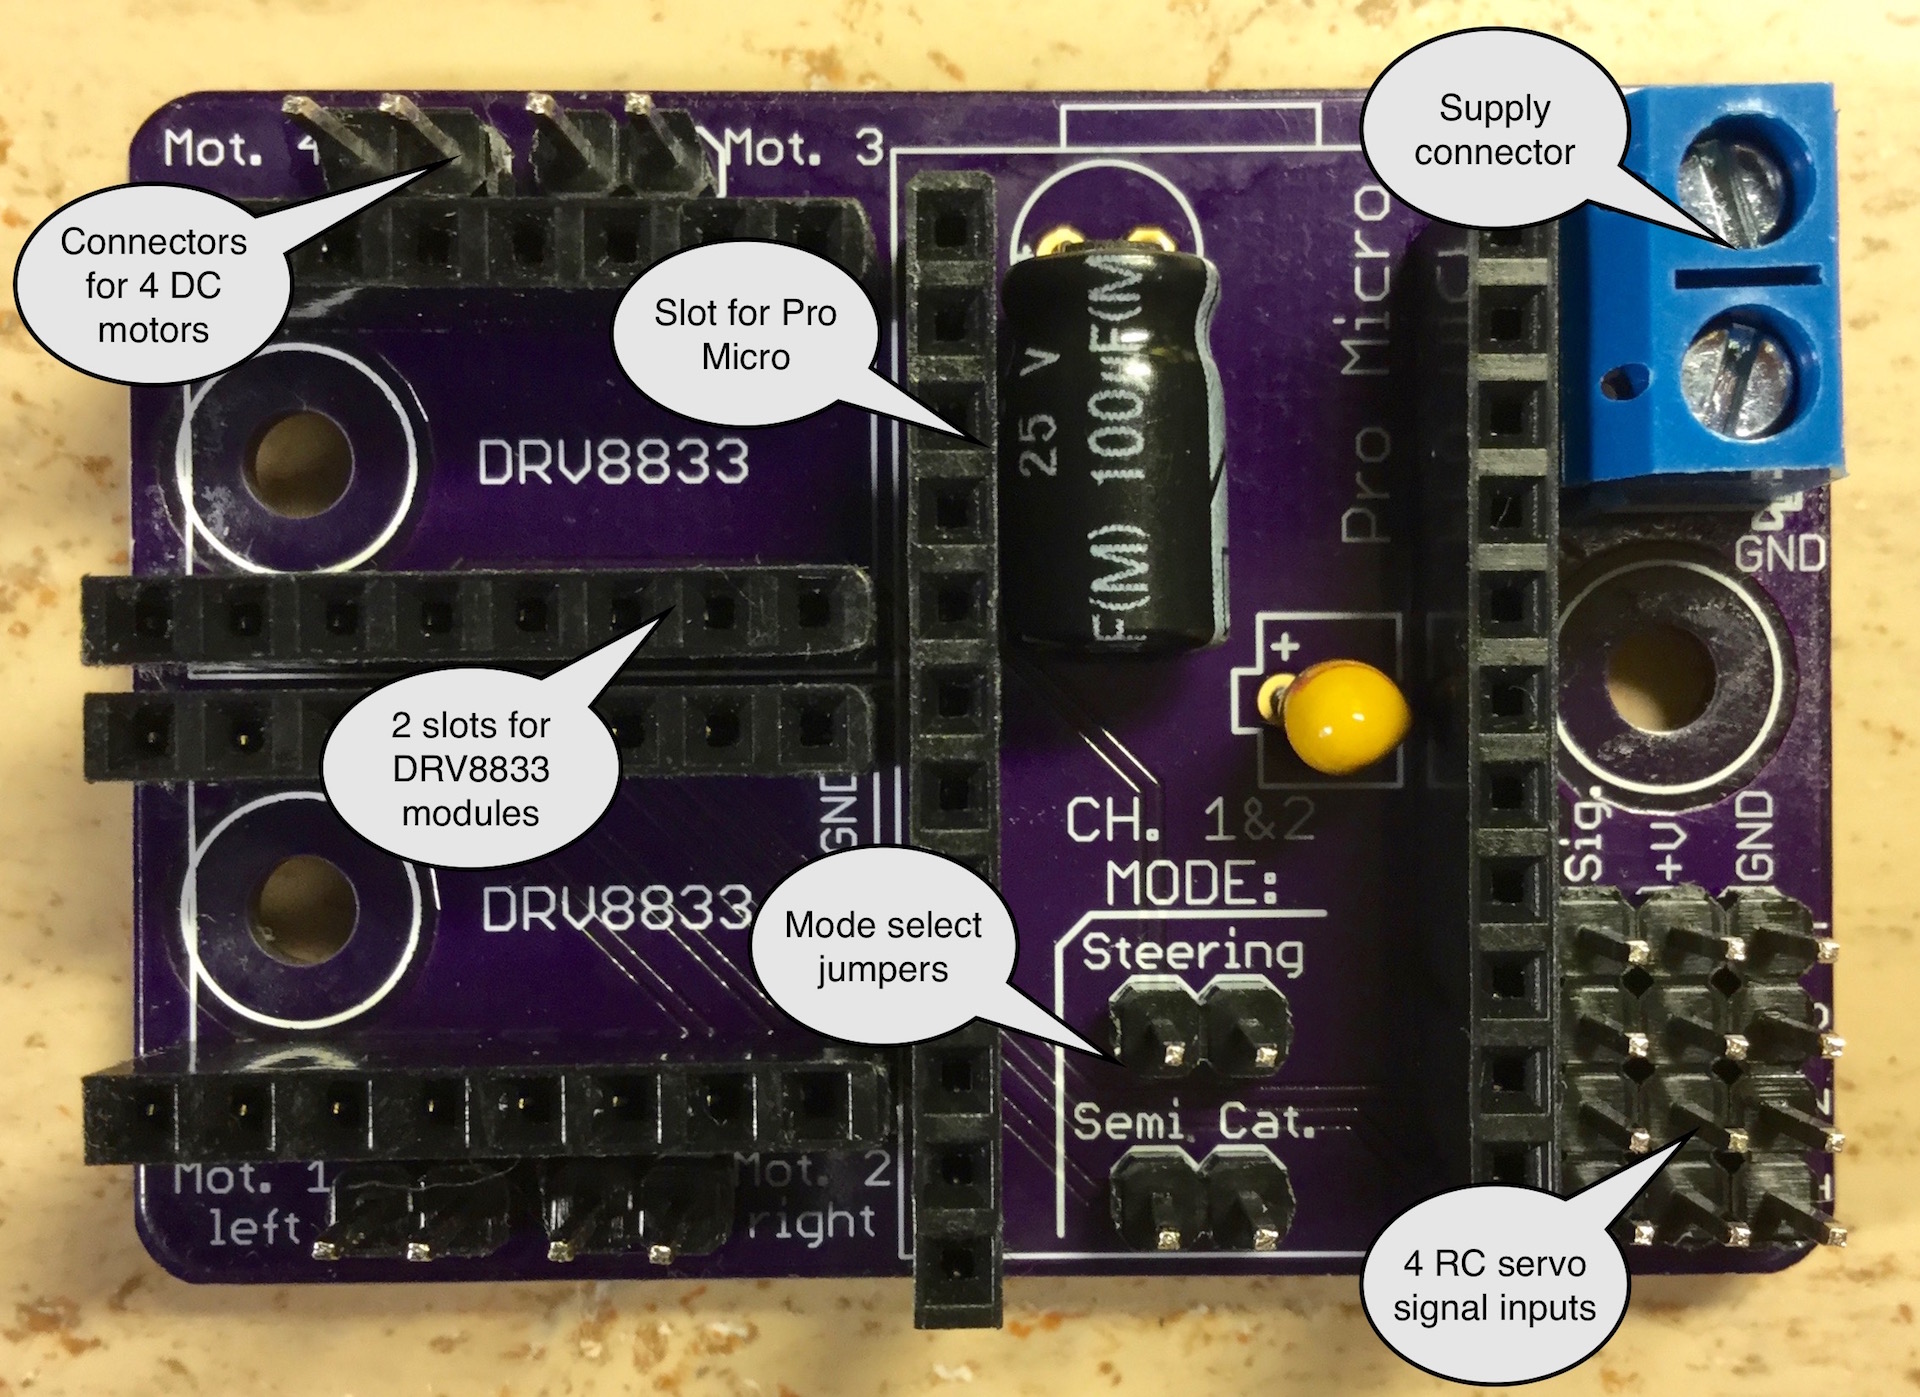 Mot. 4
Mot. 3
Supply
connector
Connectors
for 4 DC
motors
Slot for Pro
Micro
Pro Micro
25 V
100µF(M)
F(M)
DRV8833
GND
+
2 slots for
DRV8833
modules
GND
CH. 1&2
MODE:
Sig.
+V
GND
DRV8833
Mode select
jumpers
Steering
Semi Cat.
Mot. 1
left
Mot. 2
right
4 RC servo
signal inputs